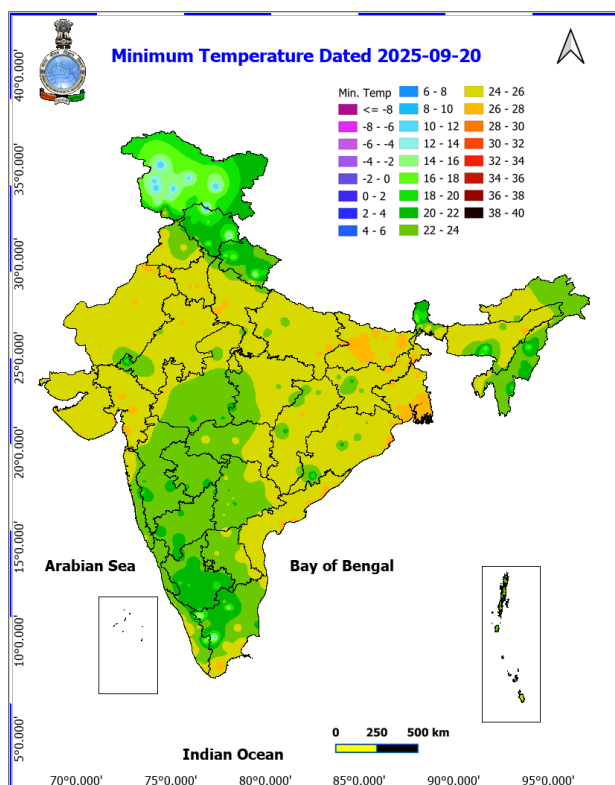 Minimum Temperature Dated 2025-09-20
Min. Temp
<= -8
-8 - -6
-6 - -4
-4 - -2
-2 - 0
0 - 2
2 - 4
4 - 6
6 - 8
8 - 10
10 - 12
12 - 14
14 - 16
16 - 18
18 - 20
20 - 22
22 - 24
24 - 26
26 - 28
28 - 30
30 - 32
32 - 34
34 - 36
36 - 38
38 - 40
40°0.000'
35°0.000'
30°0.000'
25°0.000'
20°0.000'
15°0.000'
10°0.000'
5°0.000'
Arabian Sea
Bay of Bengal
Indian Ocean
0 250 500 km
70°0.000' 75°0.000' 80°0.000' 85°0.000' 90°0.000' 95°0.000'